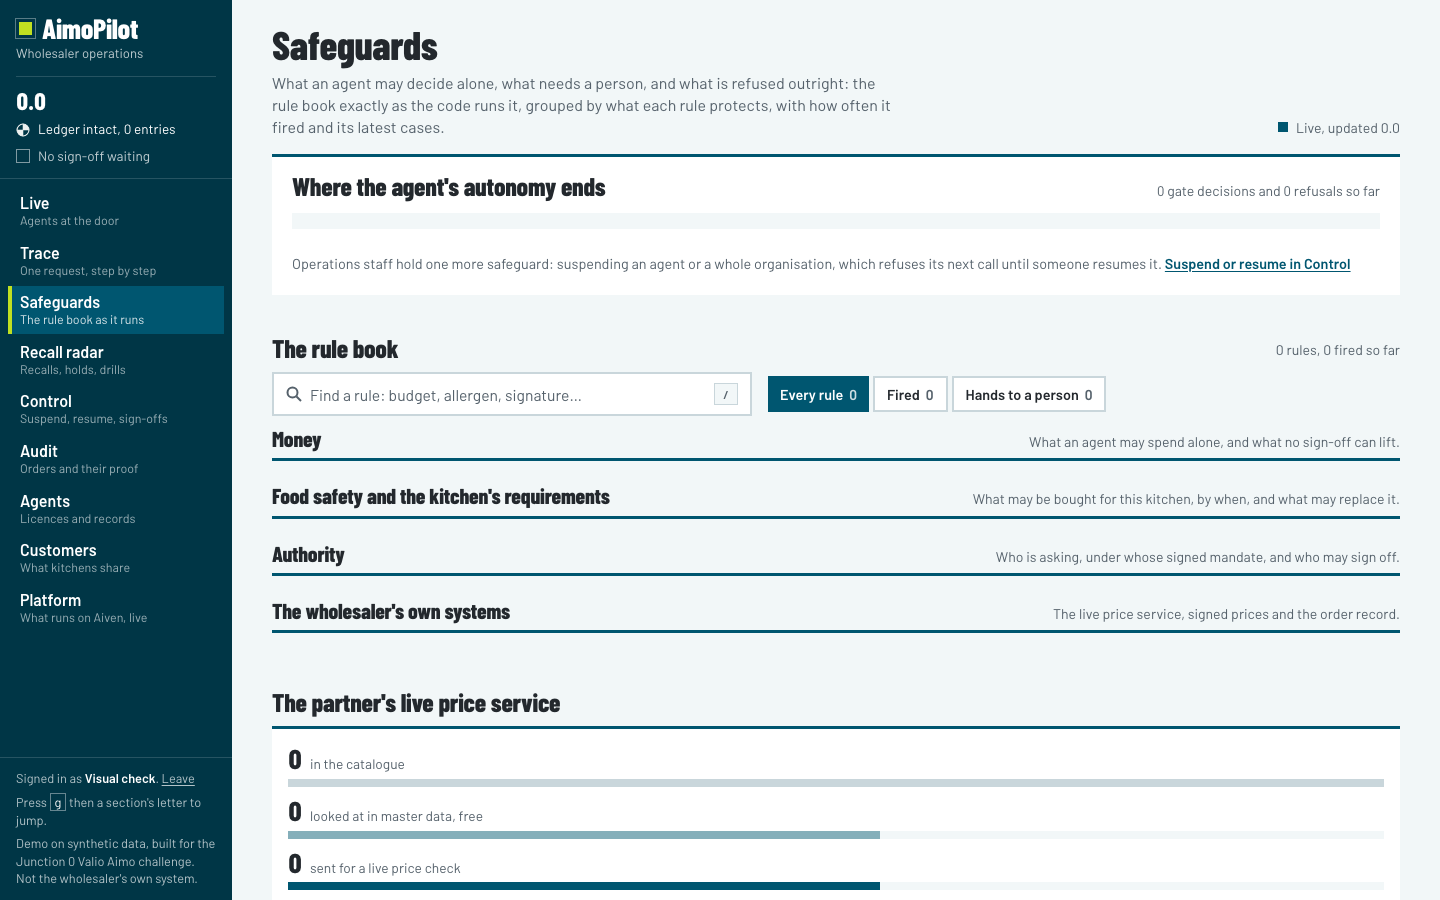 AimoPilot
Wholesaler operations
0.0
Ledger intact, 0 entries
No sign-off waiting
Live
Agents at the door
Trace
One request, step by step
Safeguards
The rule book as it runs
Recall radar
Recalls, holds, drills
Control
Suspend, resume, sign-offs
Audit
Orders and their proof
Agents
Licences and records
Customers
What kitchens share
Platform
What runs on Aiven, live
Signed in as Visual check. Leave
Press g then a section's letter to
jump.
Demo on synthetic data, built for the
Junction 0 Valio Aimo challenge.
Not the wholesaler's own system.
Safeguards
What an agent may decide alone, what needs a person, and what is refused outright: the
rule book exactly as the code runs it, grouped by what each rule protects, with how often it
fired and its latest cases.
Live, updated 0.0
Where the agent's autonomy ends
0 gate decisions and 0 refusals so far
Operations staff hold one more safeguard: suspending an agent or a whole organisation, which refuses its next call until someone resumes it. Suspend or resume in Control
The rule book
0 rules, 0 fired so far
Find a rule: budget, allergen, signature...
/
Every rule 0
Fired 0
Hands to a person 0
Money
What an agent may spend alone, and what no sign-off can lift.
Food safety and the kitchen's requirements
What may be bought for this kitchen, by when, and what may replace it.
Authority
Who is asking, under whose signed mandate, and who may sign off.
The wholesaler's own systems
The live price service, signed prices and the order record.
The partner's live price service
0 in the catalogue
0 looked at in master data, free
0 sent for a live price check